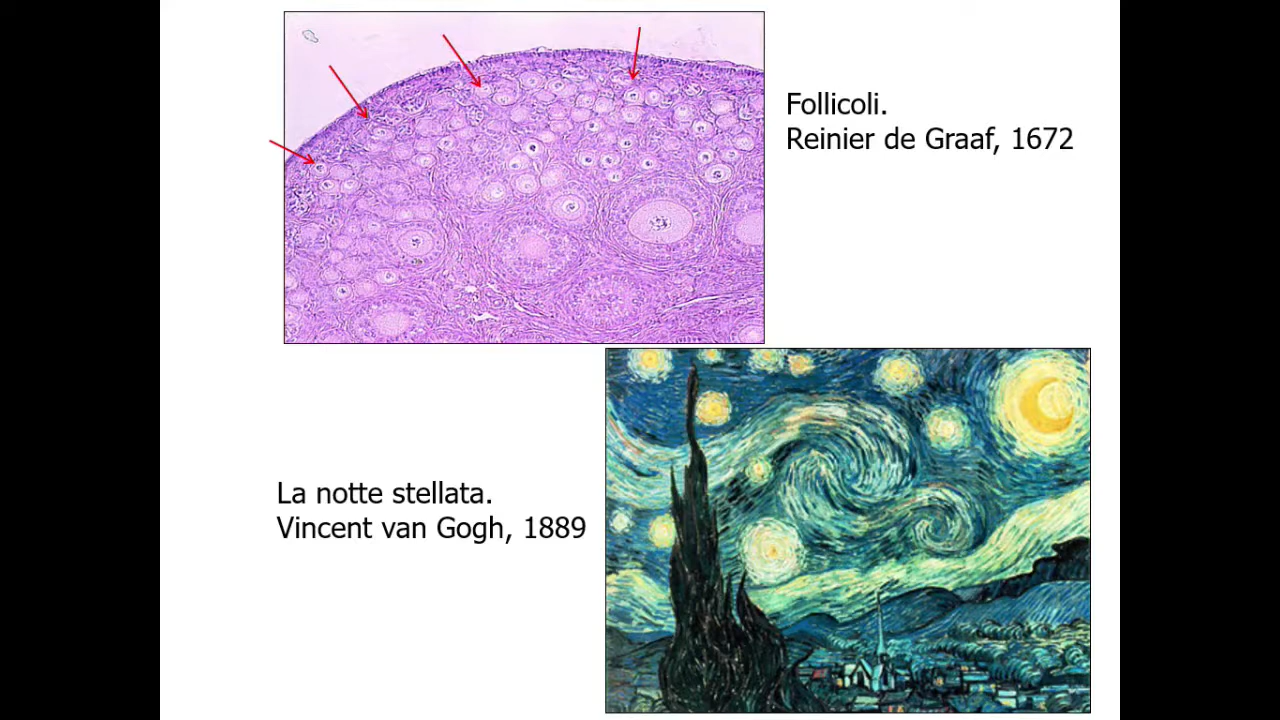 Follicoli.
Reinier de Graaf, 1672
La notte stellata.
Vincent van Gogh, 1889